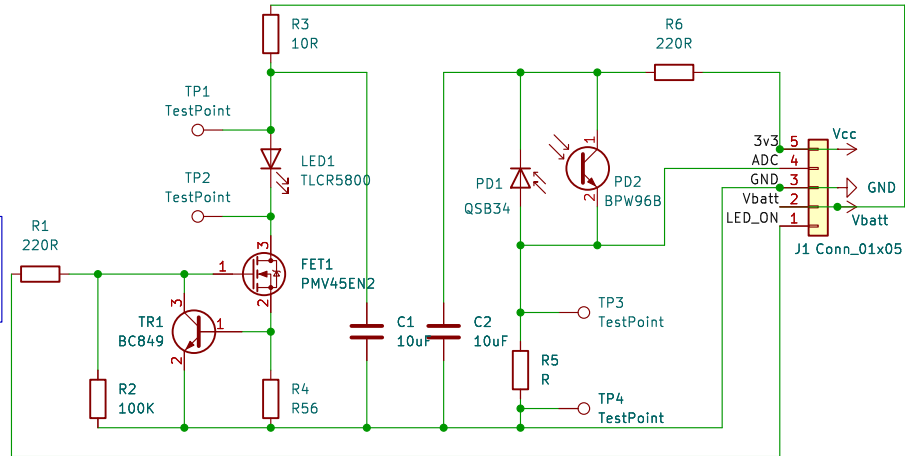 R3
10R
R6
220R
TP1
TestPoint
1
3v3
5
Vcc
ADC
4
LED1
TLCR5800
PD1
QSB34
PD2
BPW96B
2
GND
3
GND
TP2
TestPoint
Vbatt
2
Vbatt
LED_ON
1
J1 Conn_01x05
R1
220R
3
1
2
FET1
PMV45EN2
3
TR1
BC849
1
2
C1
10uF
C2
10uF
TP3
TestPoint
R5
R
R2
100K
R4
R56
TP4
TestPoint